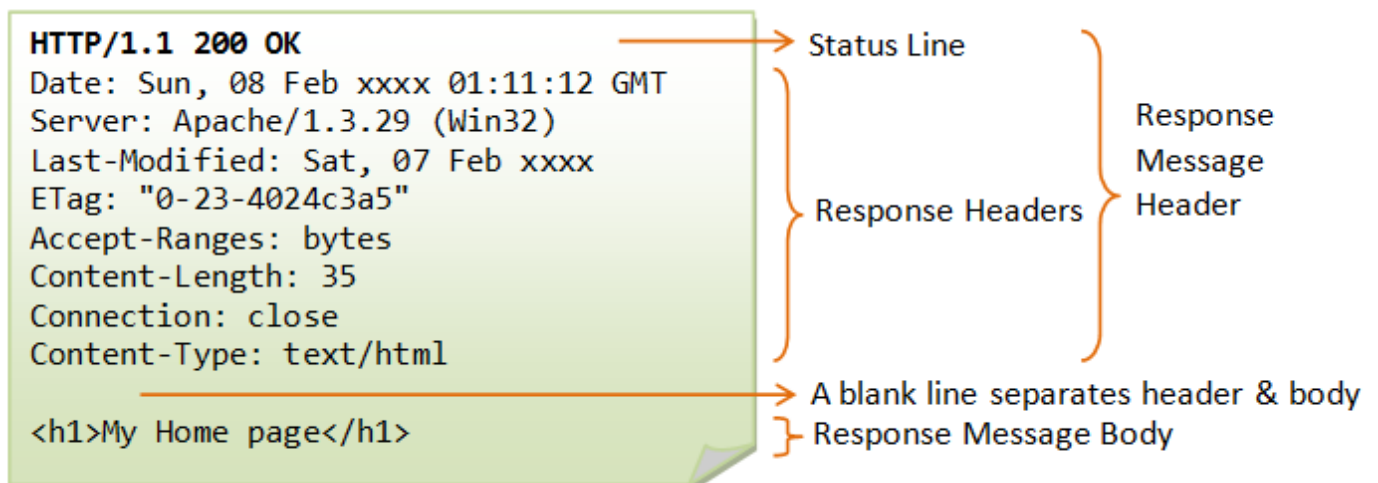 HTTP/1.1 200 OK
Date: Sun, 08 Feb xxxx 01:11:12 GMT
Server: Apache/1.3.29 (Win32)
Last-Modified: Sat, 07 Feb xxxx
ETag: "0-23-4024c3a5"
Accept-Ranges: bytes
Content-Length: 35
Connection: close
Content-Type: text/html
<h1>My Home page</h1>
Status Line
Response Headers
Response
Message
Header
A blank line separates header & body
Response Message Body